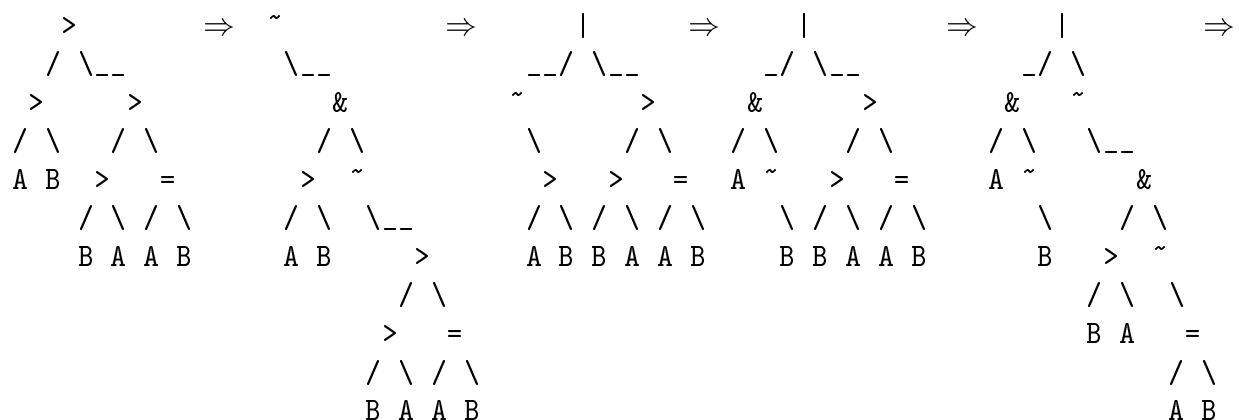 >        ⇒  ~              ⇒        |        ⇒      |          ⇒      |          ⇒
     / \__         \__                __/ \__           _/ \__           _/ \
   >     >            &             ~       >         &      >         &   ~
  / \   / \          / \             \     / \       / \    / \       / \   \__
 A B  >   =        >  ~               >   >   =     A ~   >   =      A ~      &
     / \ / \      / \  \__           / \ / \ / \       \ / \ / \        \    / \
     B A A B      A B     >          A B B A A B       B B A A B        B  >  ~
                         / \                                              / \  \
                       >   =                                              B A   =
                      / \ / \                                                  / \
                      B A A B                                                  A B